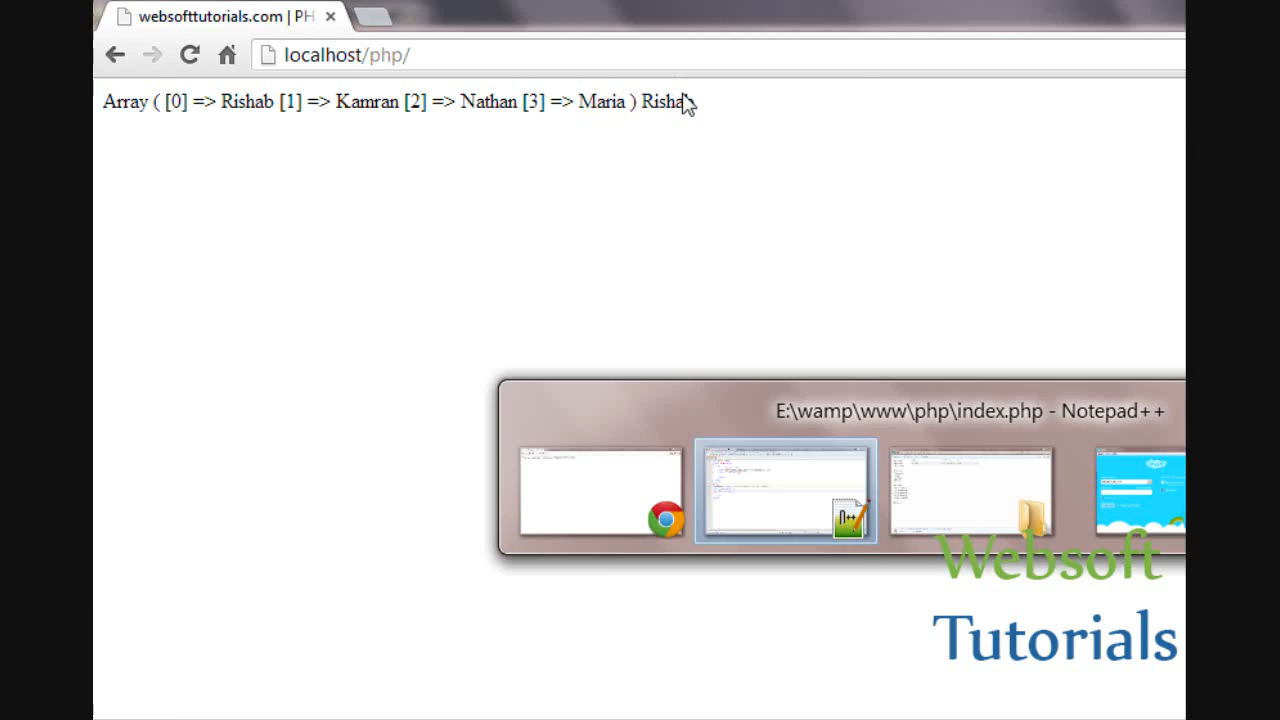 websofttutorials.com | PH
localhost/php/
Array ( [0] => Rishab [1] => Kamran [2] => Nathan [3] => Maria ) Rishab
E:\wamp\www\php\index.php - Notepad++
Websoft
Tutorials